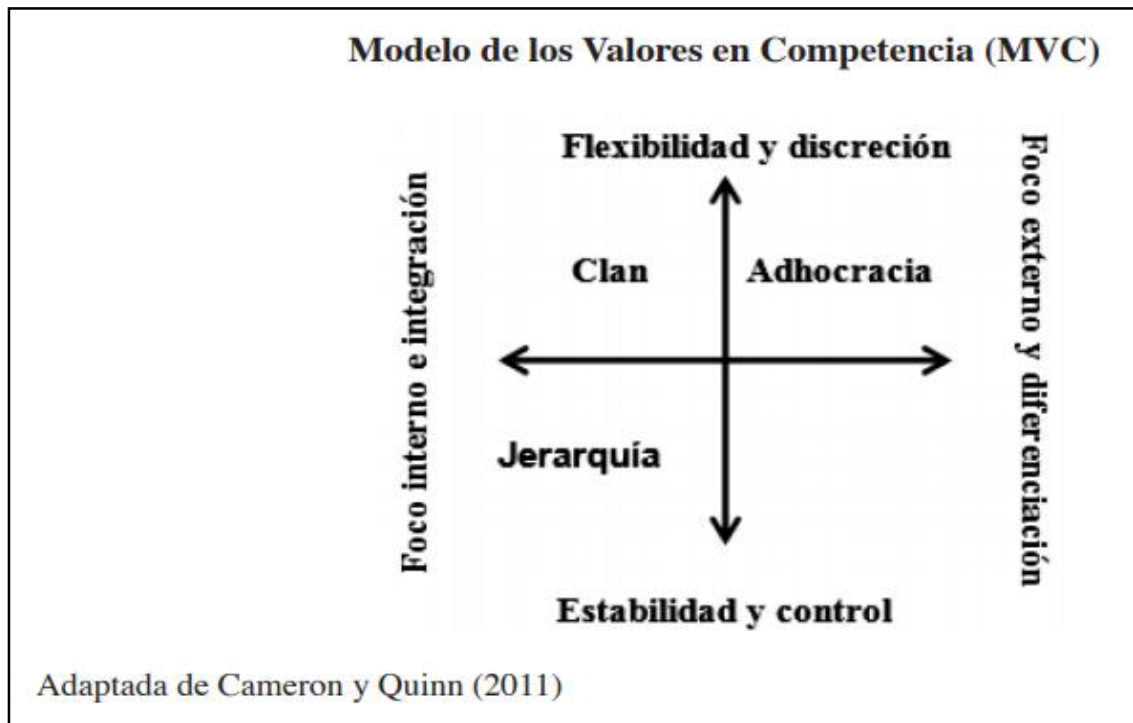 Modelo de los Valores en Competencia (MVC)
Flexibilidad y discreción
Foco interno e integración
Foco externo y diferenciación
Clan
Adhocracia
Jerarquía
Estabilidad y control
Adaptada de Cameron y Quinn (2011)